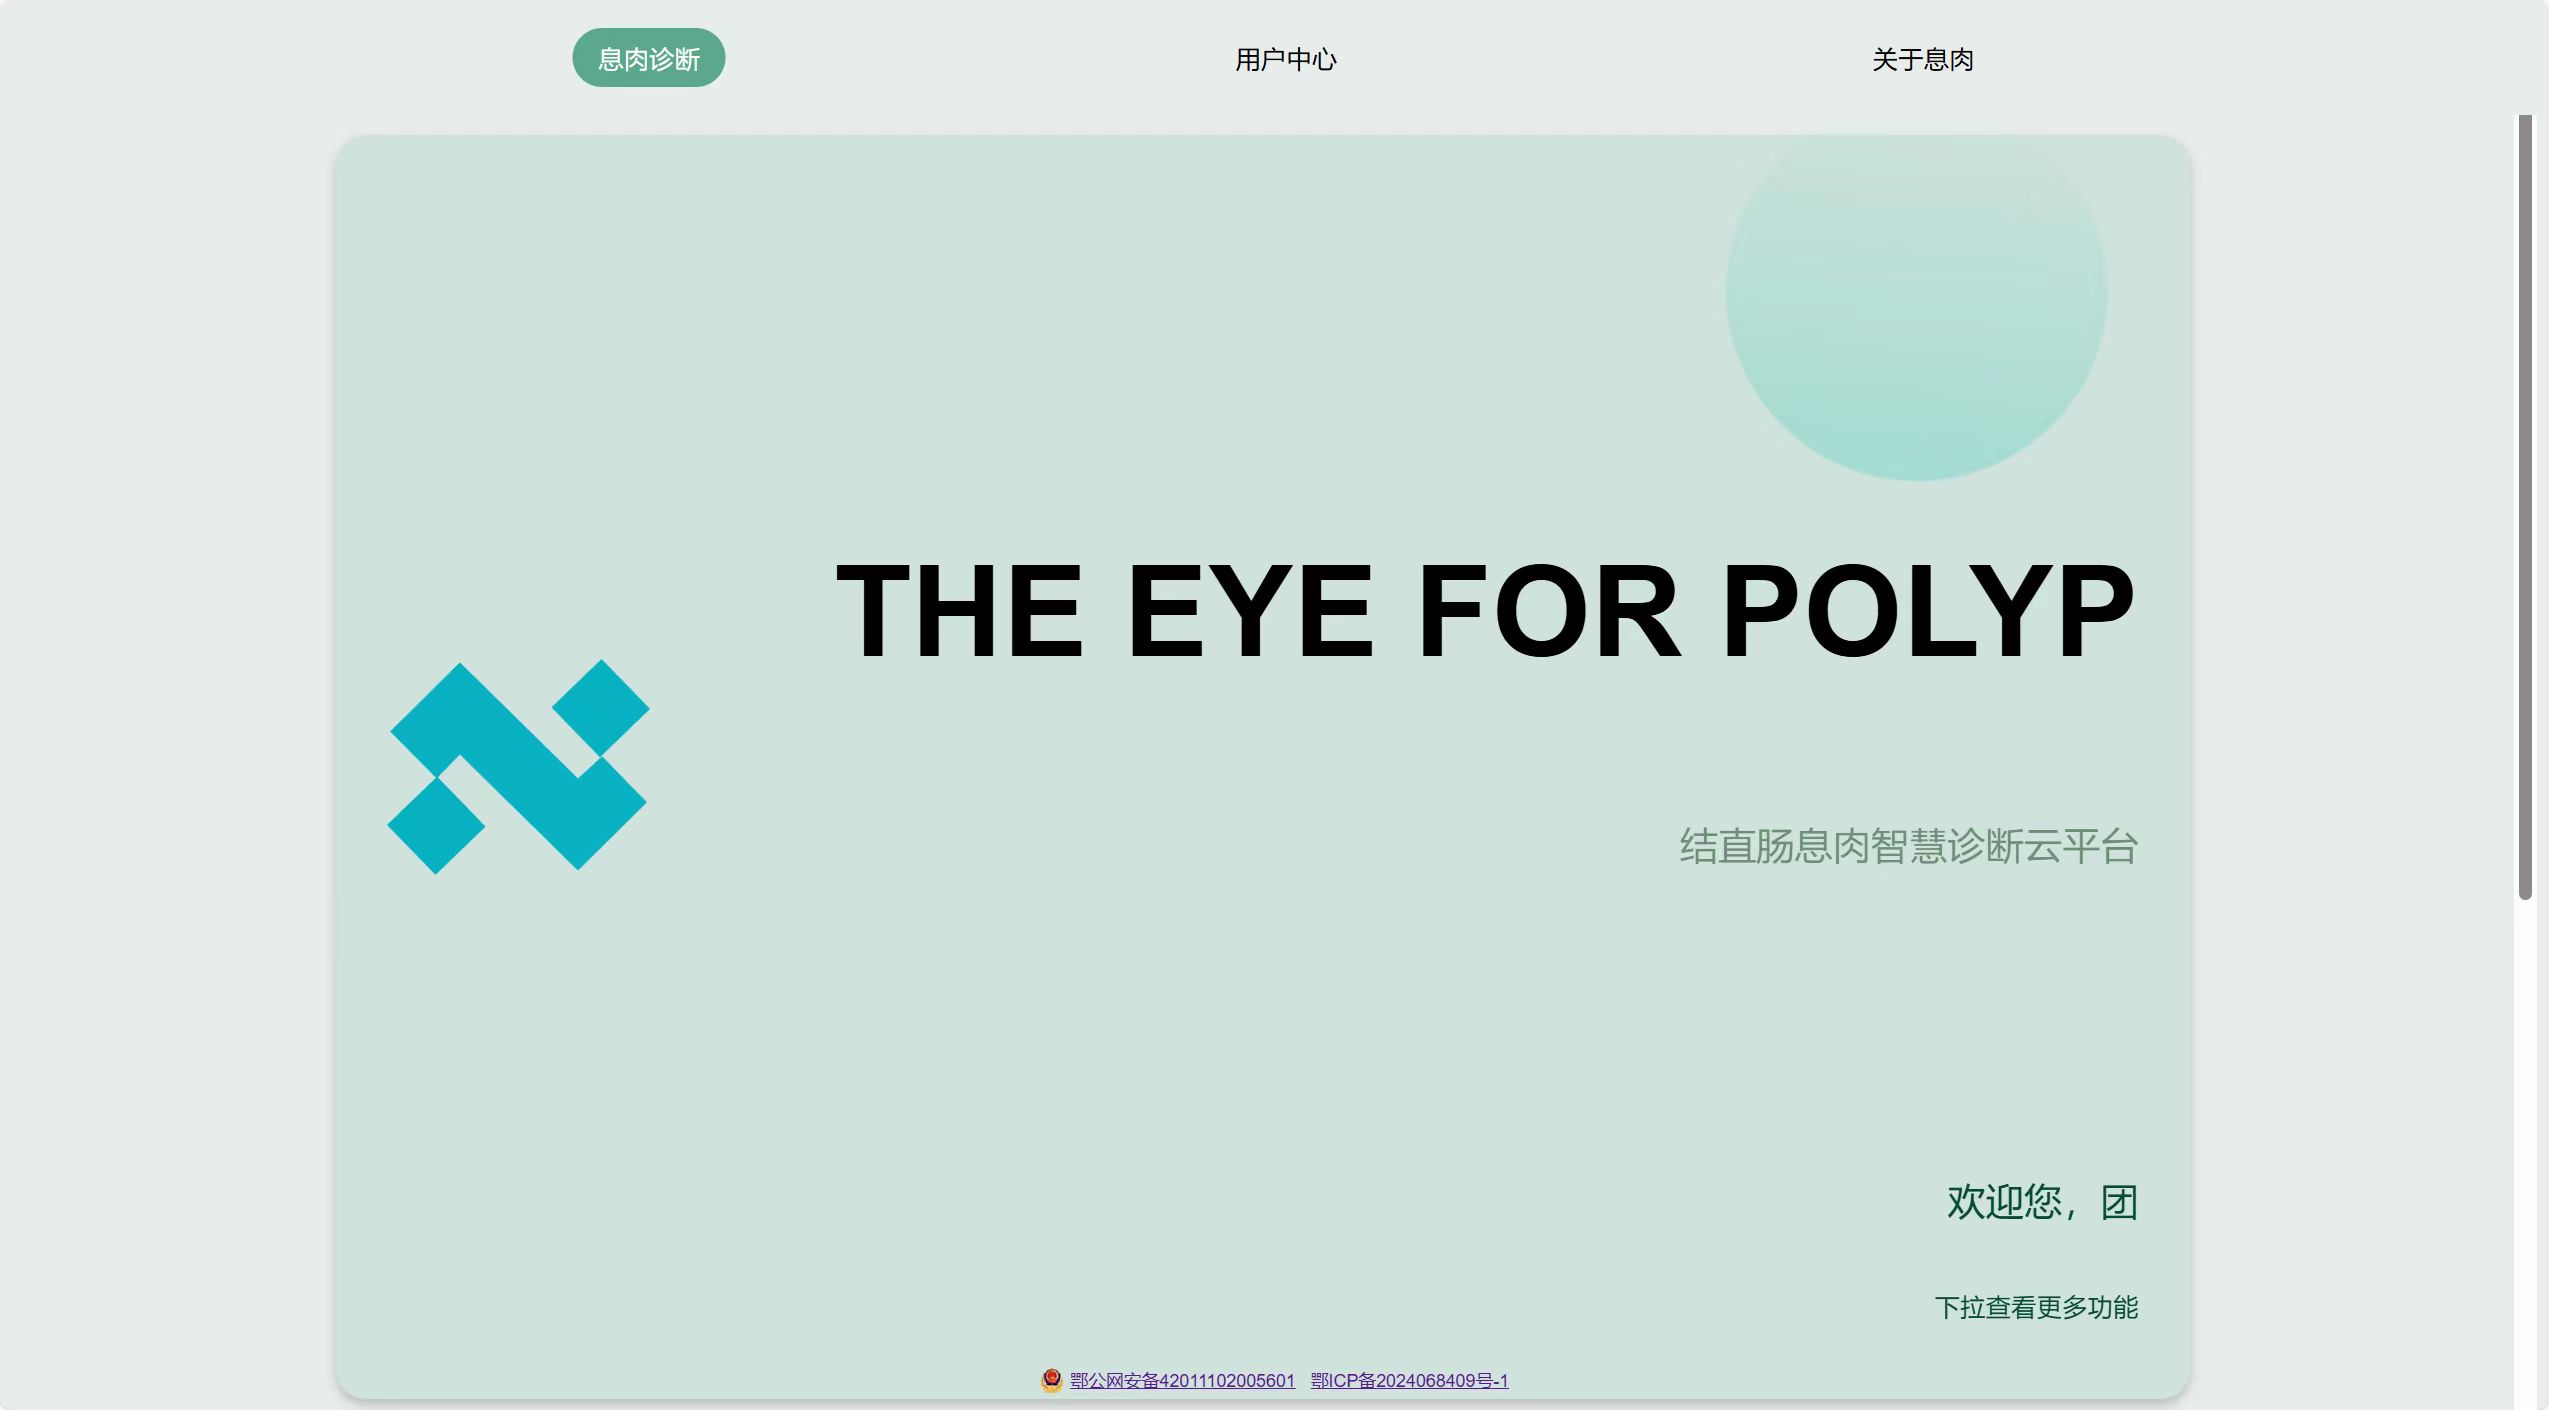 息肉诊断 用户中心 关于息肉
THE EYE FOR POLYP
结直肠息肉智慧诊断云平台
欢迎您，团
下拉查看更多功能
鄂公网安备42011102005601 鄂ICP备2024068409号-1